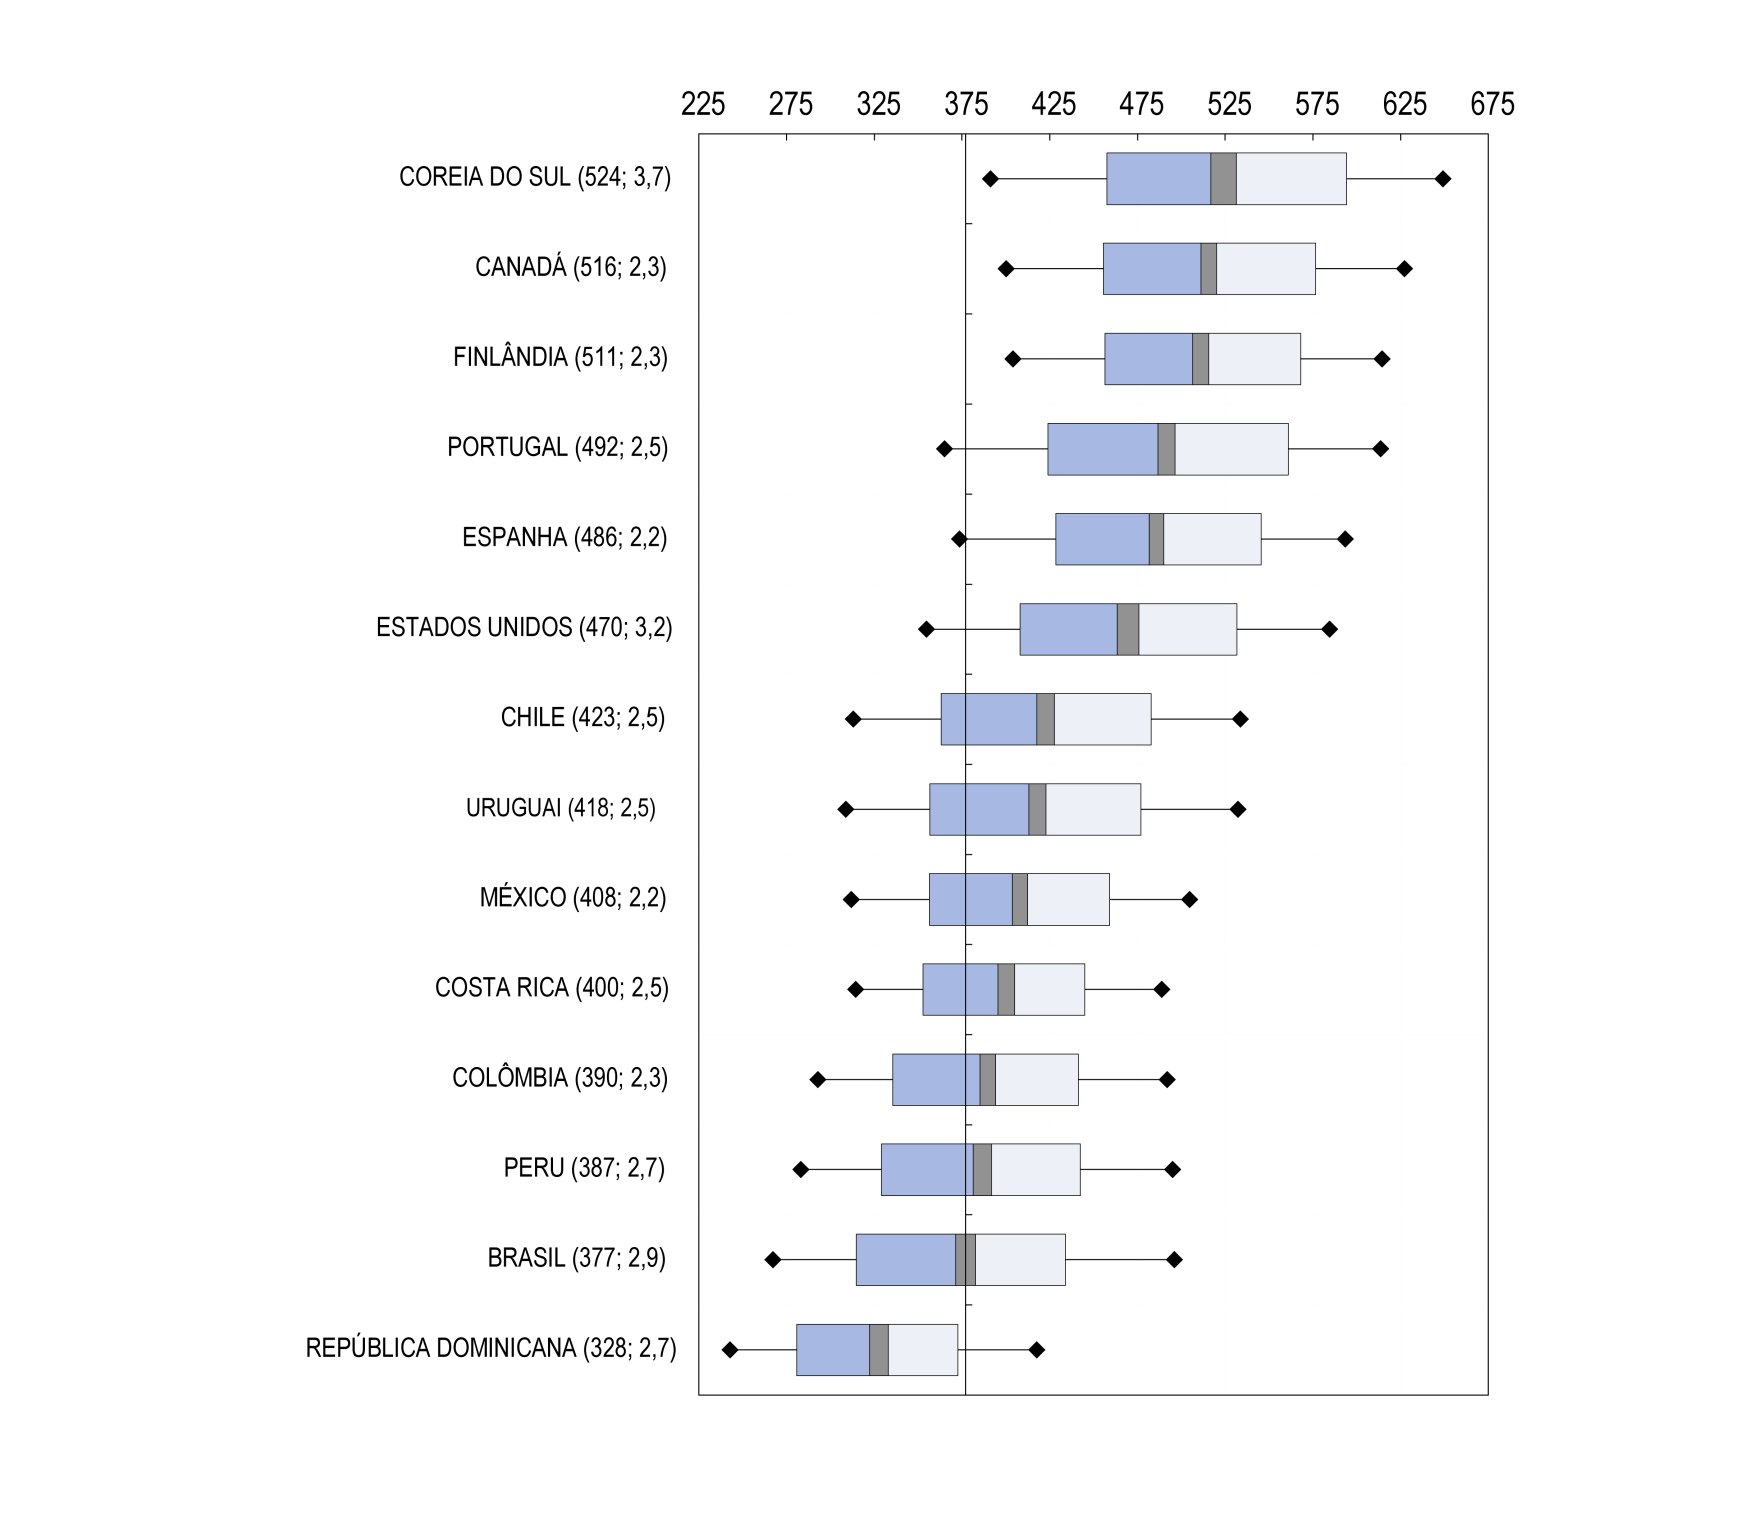 225 275 325 375 425 475 525 575 625 675
COREIA DO SUL (524; 3,7)
CANADÁ (516; 2,3)
FINLÂNDIA (511; 2,3)
PORTUGAL (492; 2,5)
ESPANHA (486; 2,2)
ESTADOS UNIDOS (470; 3,2)
CHILE (423; 2,5)
URUGUAI (418; 2,5)
MÉXICO (408; 2,2)
COSTA RICA (400; 2,5)
COLÔMBIA (390; 2,3)
PERU (387; 2,7)
BRASIL (377; 2,9)
REPÚBLICA DOMINICANA (328; 2,7)